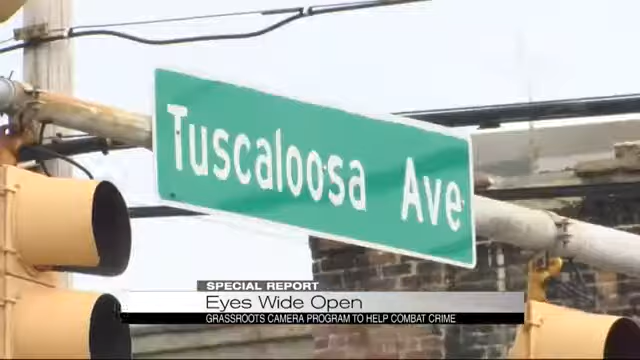 Tuscaloosa Ave
SPECIAL REPORT
Eyes Wide Open
GRASSROOTS CAMERA PROGRAM TO HELP COMBAT CRIME